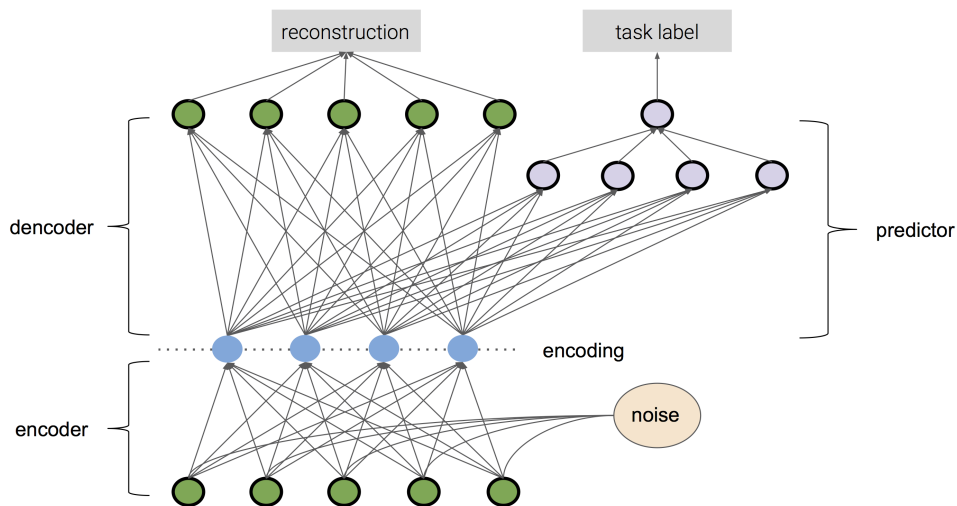 reconstruction
task label
dencoder
predictor
encoding
encoder
noise